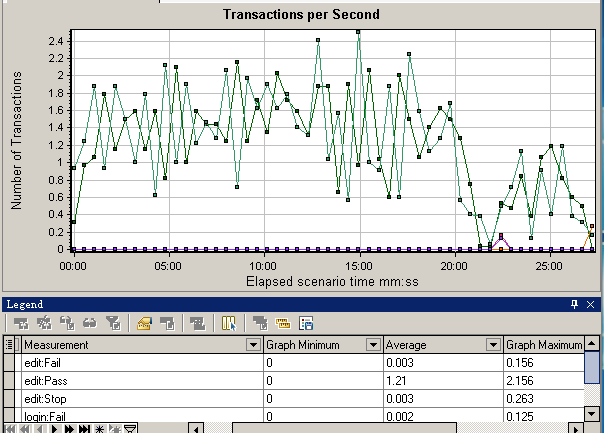 Transactions per Second
Number of Transactions
2.4
2.2
2
1.8
1.6
1.4
1.2
1
0.8
0.6
0.4
0.2
0
00:00 05:00 10:00 15:00 20:00 25:00
Elapsed scenario time mm:ss
Legend
Measurement Graph Minimum Average Graph Maximum
edit:Fail 0 0.003 0.156
edit:Pass 0 1.21 2.156
edit:Stop 0 0.003 0.263
login:Fail 0 0.002 0.125